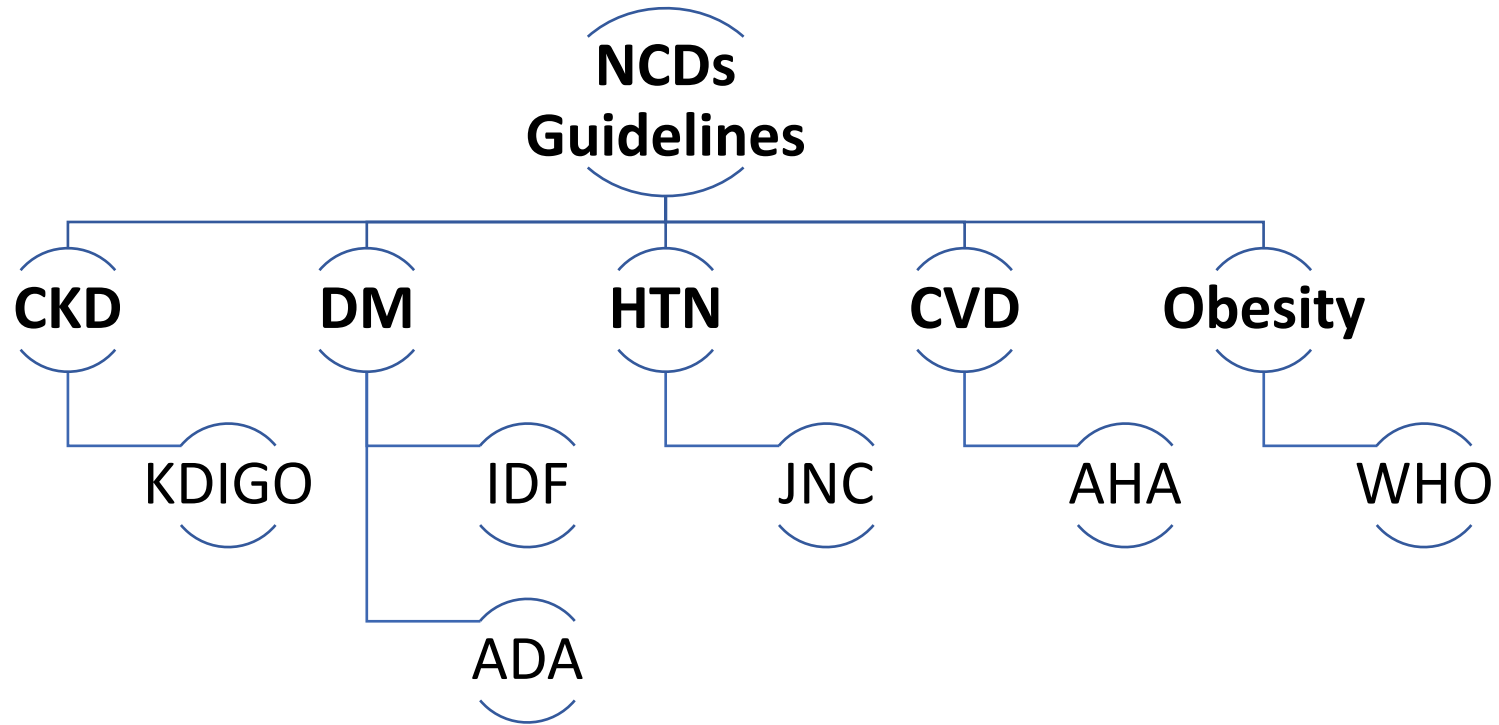 NCDs
Guidelines
CKD
DM
HTN
CVD
Obesity
KDIGO
IDF
JNC
AHA
WHO
ADA